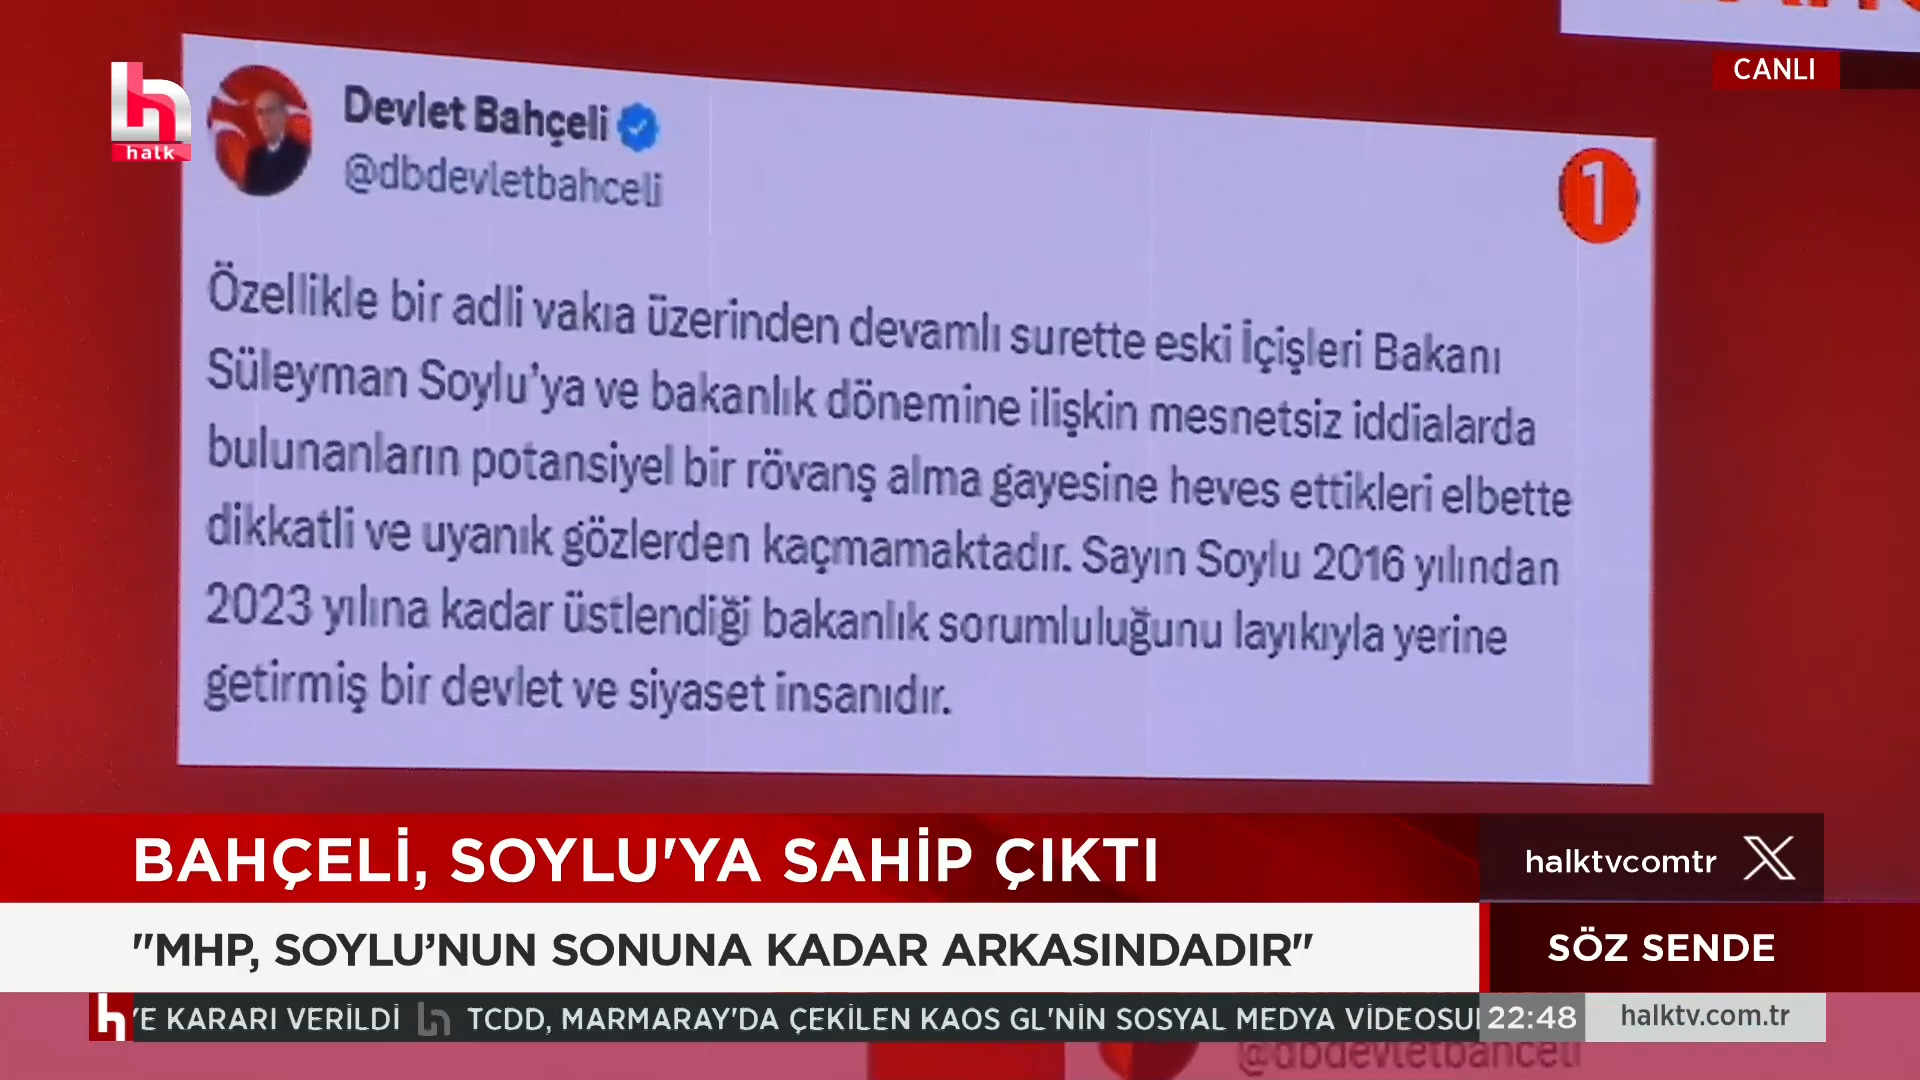 CANLI
h
halk
Devlet Bahçeli
@dbdevletbahceli
1
Özellikle bir adli vakıa üzerinden devamlı surette eski İçişleri Bakanı
Süleyman Soylu'ya ve bakanlık dönemine ilişkin mesnetsiz iddialarda
bulunanların potansiyel bir rövanş alma gayesine heves ettikleri elbette
dikkatli ve uyanık gözlerden kaçmamaktadır. Sayın Soylu 2016 yılından
2023 yılına kadar üstlendiği bakanlık sorumluluğunu layıkıyla yerine
getirmiş bir devlet ve siyaset insanıdır.
BAHÇELİ, SOYLU'YA SAHİP ÇIKTI
halktvcomtr X
"MHP, SOYLU’NUN SONUNA KADAR ARKASINDADIR"
SÖZ SENDE
h 'YE KARARI VERİLDİ h TCDD, MARMARAY'DA ÇEKİLEN KAOS GL'NİN SOSYAL MEDYA VİDEOSU 22:48 halktv.com.tr
@dbdevletbahceli